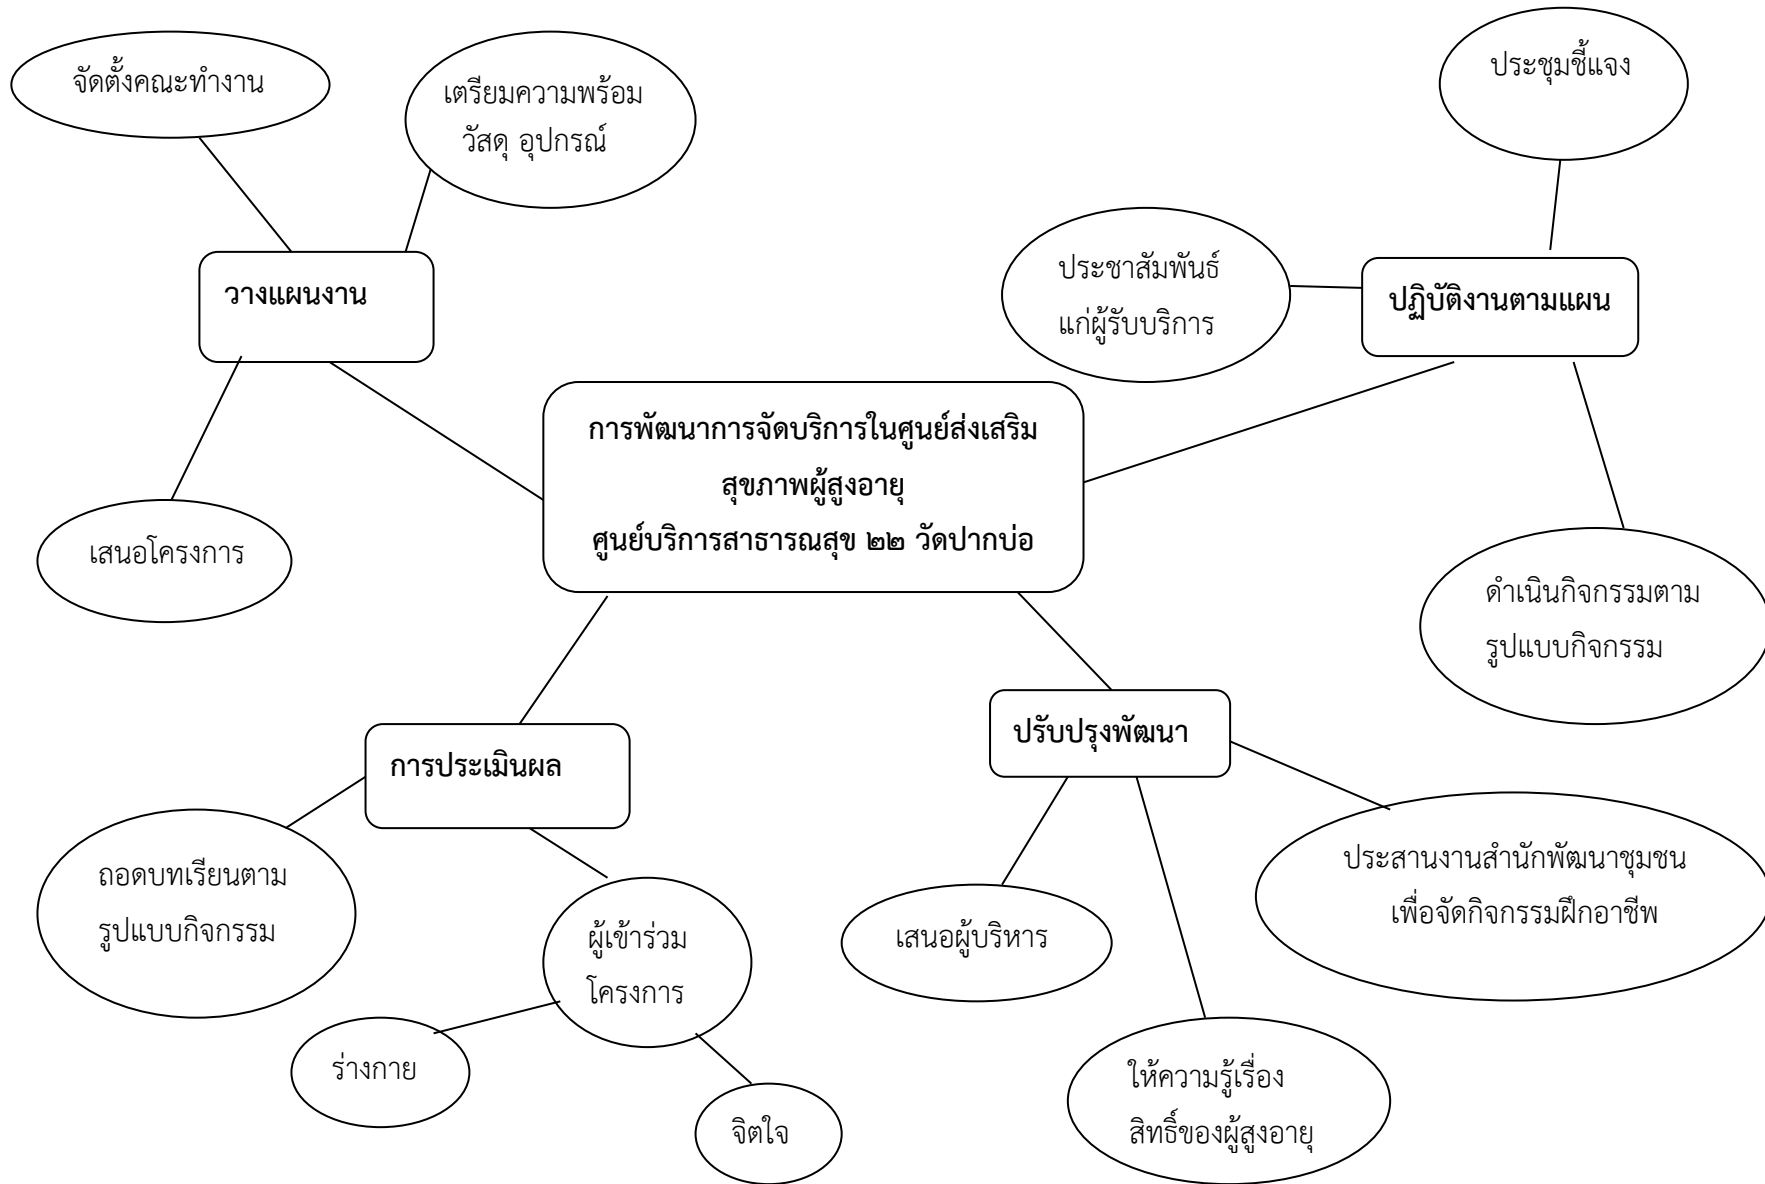 จัดตั้งคณะทำงาน
เตรียมความพร้อม
วัสดุ อุปกรณ์
ประชุมชี้แจง
วางแผนงาน
ประชาสัมพันธ์
แก่ผู้รับบริการ
ปฏิบัติงานตามแผน
การพัฒนาการจัดบริการในศูนย์ส่งเสริม
สุขภาพผู้สูงอายุ
ศูนย์บริการสาธารณสุข ๒๒ วัดปากบ่อ
เสนอโครงการ
ดำเนินกิจกรรมตาม
รูปแบบกิจกรรม
การประเมินผล
ปรับปรุงพัฒนา
ถอดบทเรียนตาม
รูปแบบกิจกรรม
ผู้เข้าร่วม
โครงการ
เสนอผู้บริหาร
ประสานงานสำนักพัฒนาชุมชน
เพื่อจัดกิจกรรมฝึกอาชีพ
ร่างกาย
จิตใจ
ให้ความรู้เรื่อง
สิทธิ์ของผู้สูงอายุ